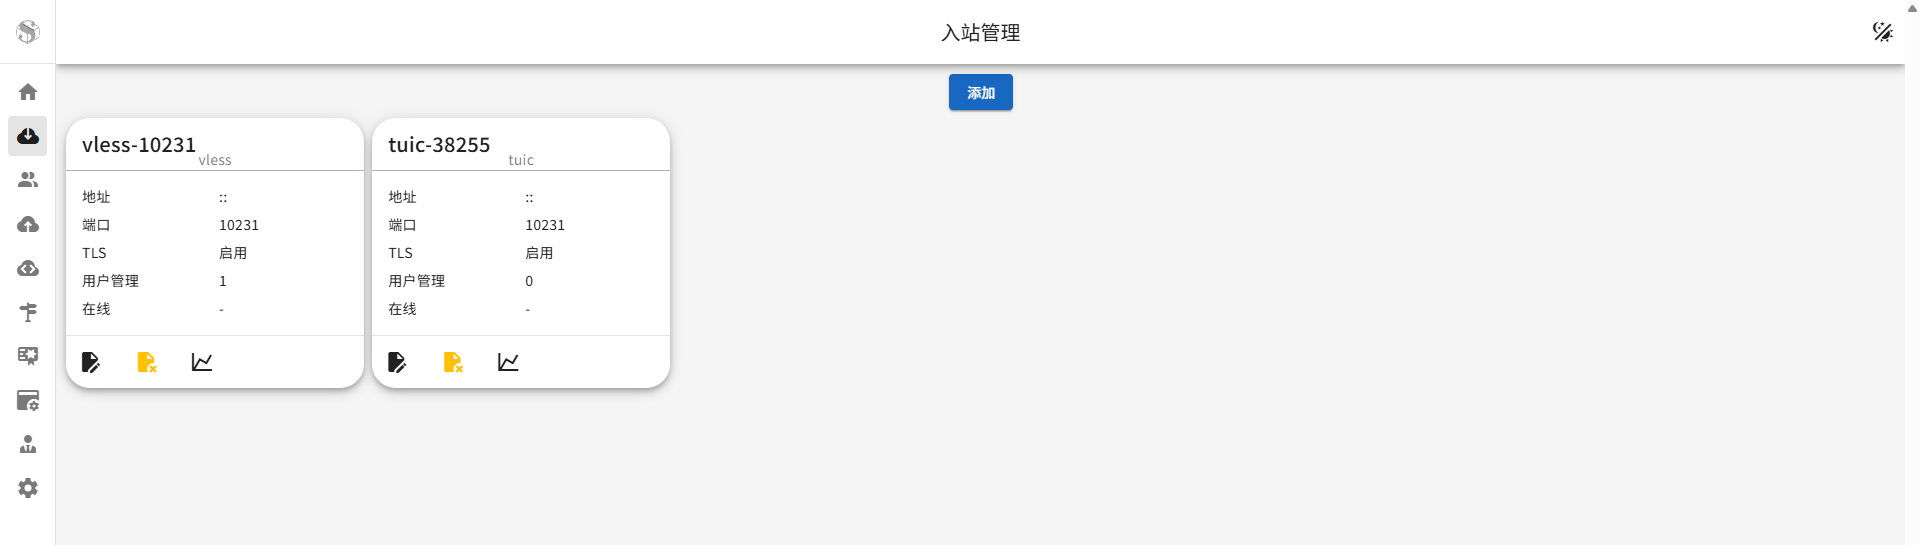 入站管理
添加
vless-10231
vless
地址 ::
端口 10231
TLS 启用
用户管理 1
在线 -
tuic-38255
tuic
地址 ::
端口 10231
TLS 启用
用户管理 0
在线 -